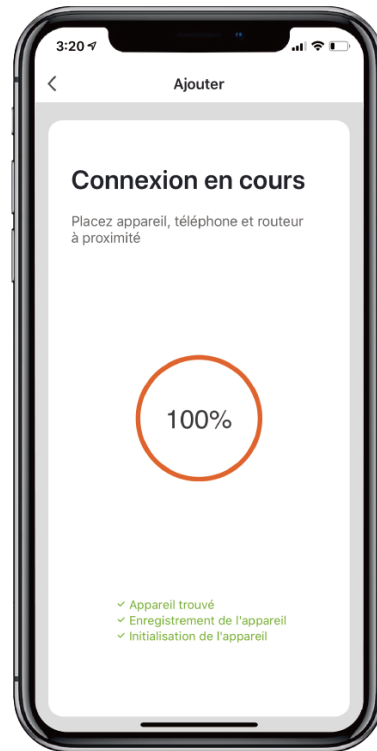 3:20
Ajouter
Connexion en cours
Placez appareil, téléphone et routeur
à proximité
100%
✓ Appareil trouvé
✓ Enregistrement de l'appareil
✓ Initialisation de l'appareil